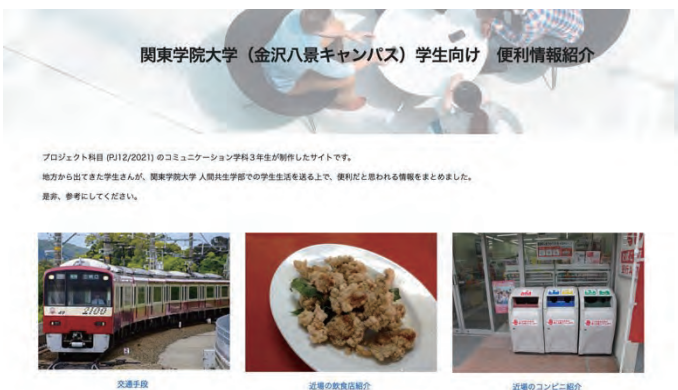 関東学院大学（金沢八景キャンパス）学生向け　便利情報紹介
プロジェクト科目 (PJ12/2021) のコミュニケーション学科３年生が制作したサイトです。
地方から出てきた学生さんが、関東学院大学 人間共生学部での学生生活を送る上で、便利だと思われる情報をまとめました。
是非、参考にしてください。
2100
交通手段
近場の飲食店紹介
近場のコンビニ紹介